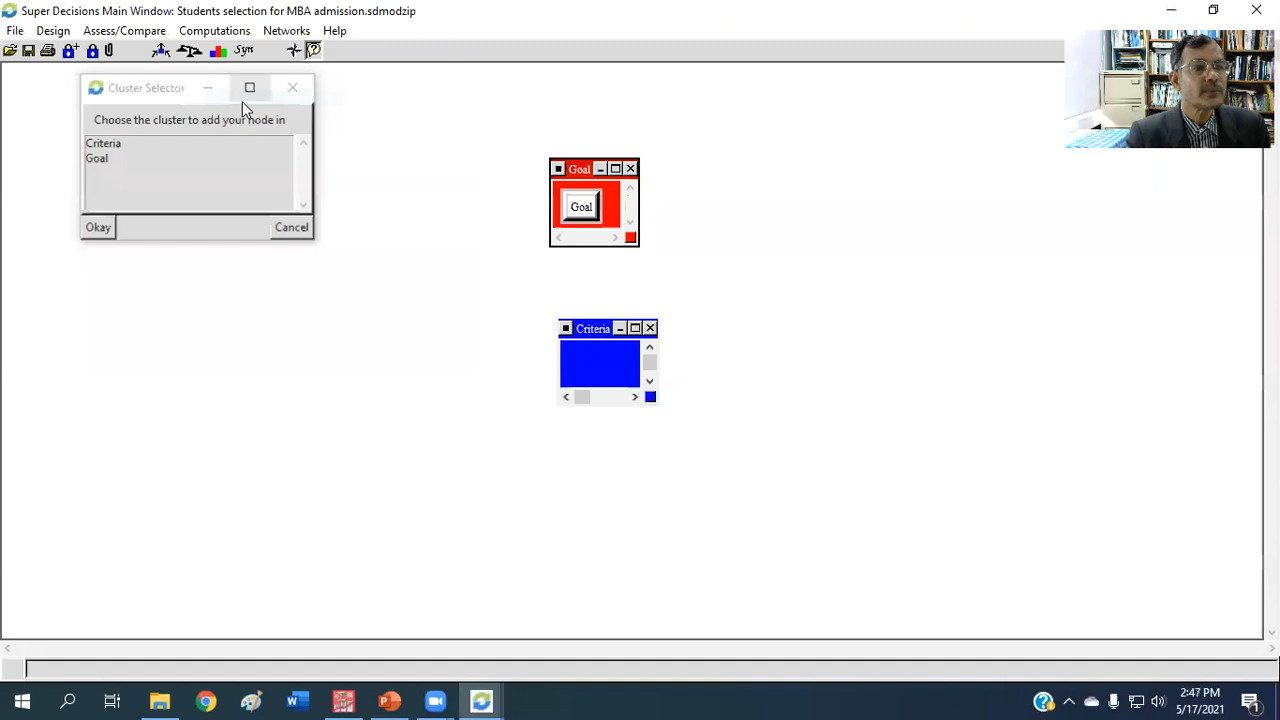 Super Decisions Main Window: Students selection for MBA admission.sdmodzip
File Design Assess/Compare Computations Networks Help
Syn
Cluster Selector
Choose the cluster to add your node in
Criteria
Goal
Okay Cancel
Goal
Goal
Criteria
2:47 PM
5/17/2021
1